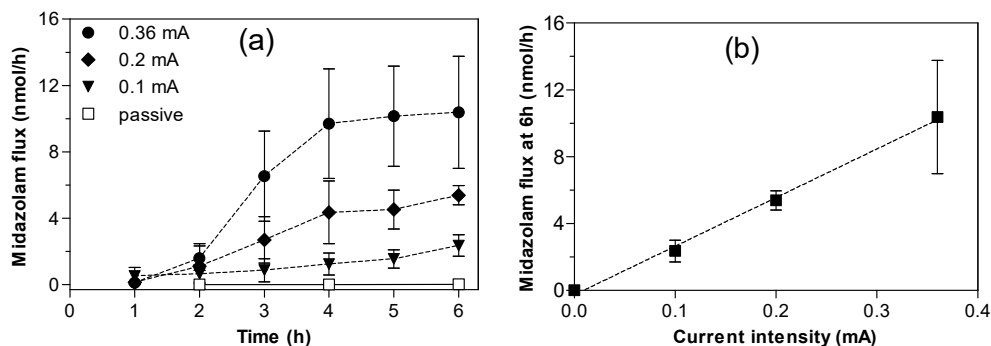 (a)
0.36 mA
0.2 mA
0.1 mA
passive
Midazolam flux (nmol/h)
16
12
8
4
0
0 1 2 3 4 5 6
Time (h)
(b)
Midazolam flux at 6h (nmol/h)
16
12
8
4
0
0.0 0.1 0.2 0.3 0.4
Current intensity (mA)